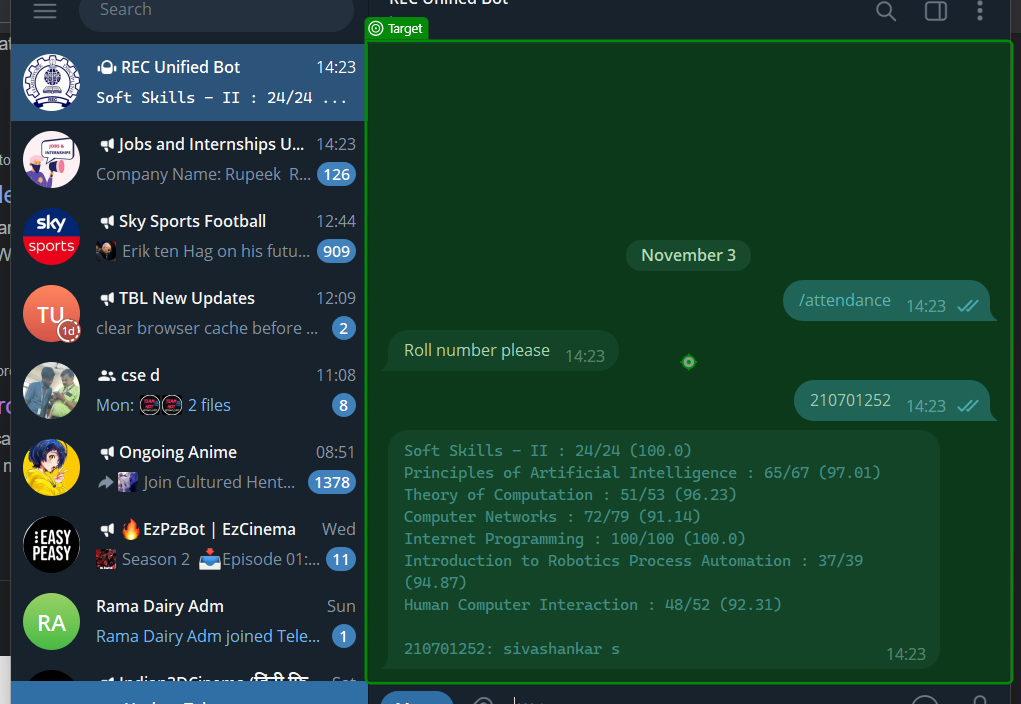 Search
REC Unified Bot
Target
REC Unified Bot 14:23
Soft Skills – II : 24/24 ...
Jobs and Internships U... 14:23
Company Name: Rupeek R... 126
sky sports
Sky Sports Football 12:44
Erik ten Hag on his futu... 909
TU
1d
TBL New Updates 12:09
clear browser cache before ... 2
cse d 11:08
Mon: 2 files 8
Ongoing Anime 08:51
Join Cultured Hent... 1378
EASY PEASY
🔥EzPzBot | EzCinema Wed
Season 2 📥Episode 01:... 11
RA
Rama Dairy Adm Sun
Rama Dairy Adm joined Tele... 1
November 3
/attendance 14:23
Roll number please 14:23
210701252 14:23
Soft Skills – II : 24/24 (100.0)
Principles of Artificial Intelligence : 65/67 (97.01)
Theory of Computation : 51/53 (96.23)
Computer Networks : 72/79 (91.14)
Internet Programming : 100/100 (100.0)
Introduction to Robotics Process Automation : 37/39
(94.87)
Human Computer Interaction : 48/52 (92.31)
210701252: sivashankar s
14:23